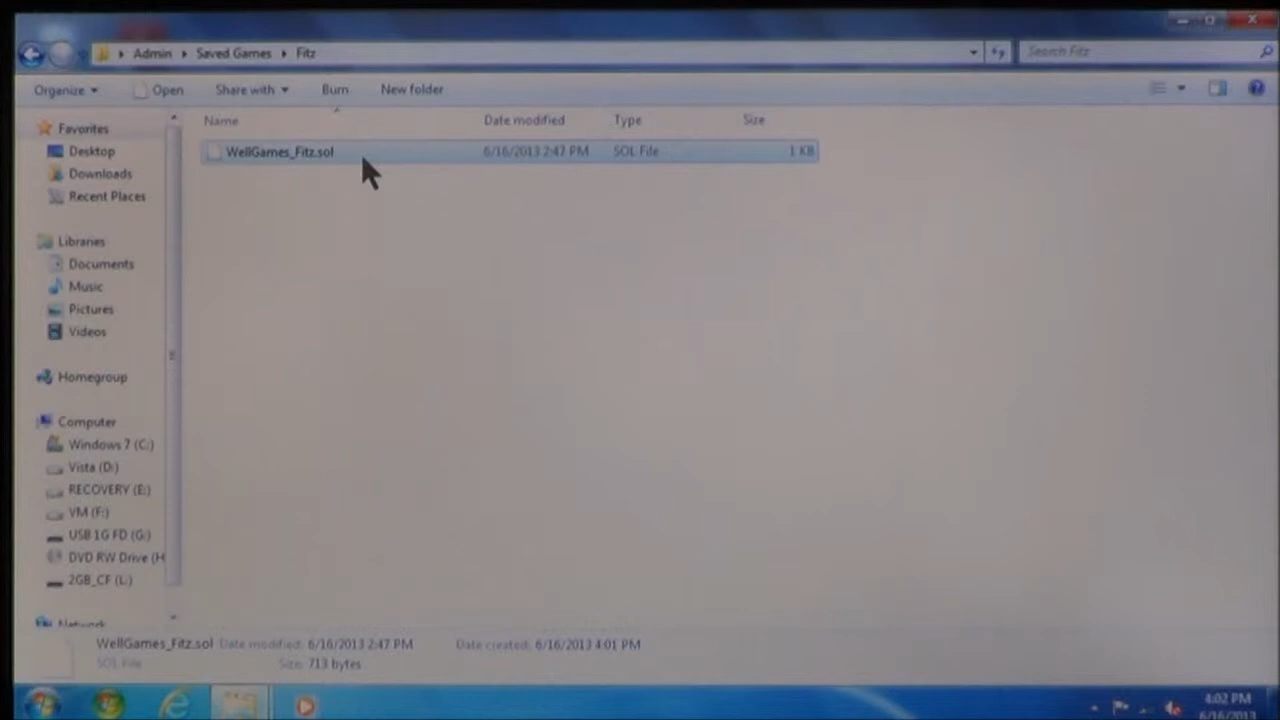 Admin Saved Games Fitz
Search Fitz
Organize Open Share with Burn New folder
Name Date modified Type Size
WellGames_Fitz.sol 6/16/2013 2:47 PM SOL File 1 KB
Favorites
Desktop
Downloads
Recent Places
Libraries
Documents
Music
Pictures
Videos
Homegroup
Computer
Windows 7 (C:)
Vista (D:)
RECOVERY (E:)
VM (F:)
USB 1G FD (G:)
DVD RW Drive (H
2GB_CF (L:)
Network
WellGames_Fitz.sol Date modified: 6/16/2013 2:47 PM Date created: 6/16/2013 4:01 PM
SOL File Size: 713 bytes
4:02 PM
6/16/2013